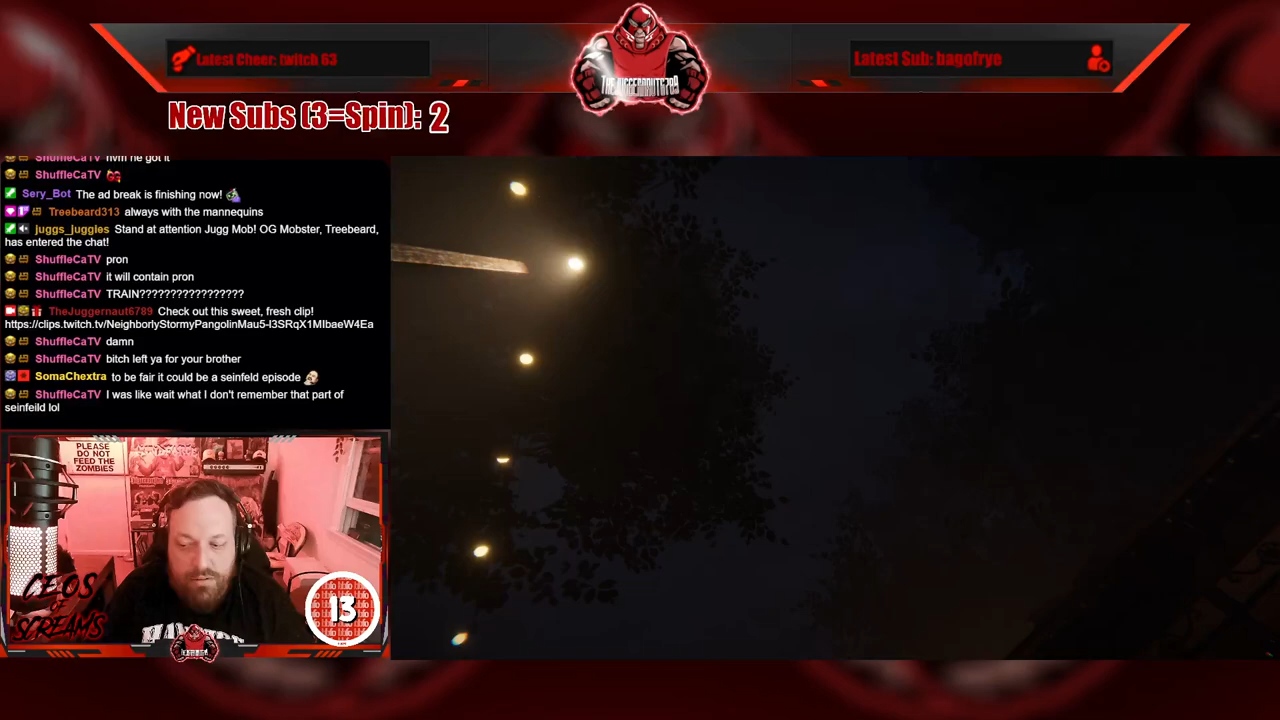 Latest Cheer: twitch 63
THEJUGGERNAUT6789
Latest Sub: bagofrye
New Subs (3=Spin): 2
ShuffleCaTV nvm he got it
ShuffleCaTV
Sery_Bot The ad break is finishing now!
Treebeard313 always with the mannequins
juggs_juggles Stand at attention Jugg Mob! OG Mobster, Treebeard,
has entered the chat!
ShuffleCaTV pron
ShuffleCaTV it will contain pron
ShuffleCaTV TRAIN?????????????????
TheJuggernaut6789 Check out this sweet, fresh clip!
https://clips.twitch.tv/NeighborlyStormyPangolinMau5-I3SRqX1MIbaeW4Ea
ShuffleCaTV damn
ShuffleCaTV bitch left ya for your brother
SomaChextra to be fair it could be a seinfeld episode
ShuffleCaTV I was like wait what I don't remember that part of
seinfeild lol
PLEASE
DO NOT
FEED THE
ZOMBIES
CEOS
OF
SCREAMS
13